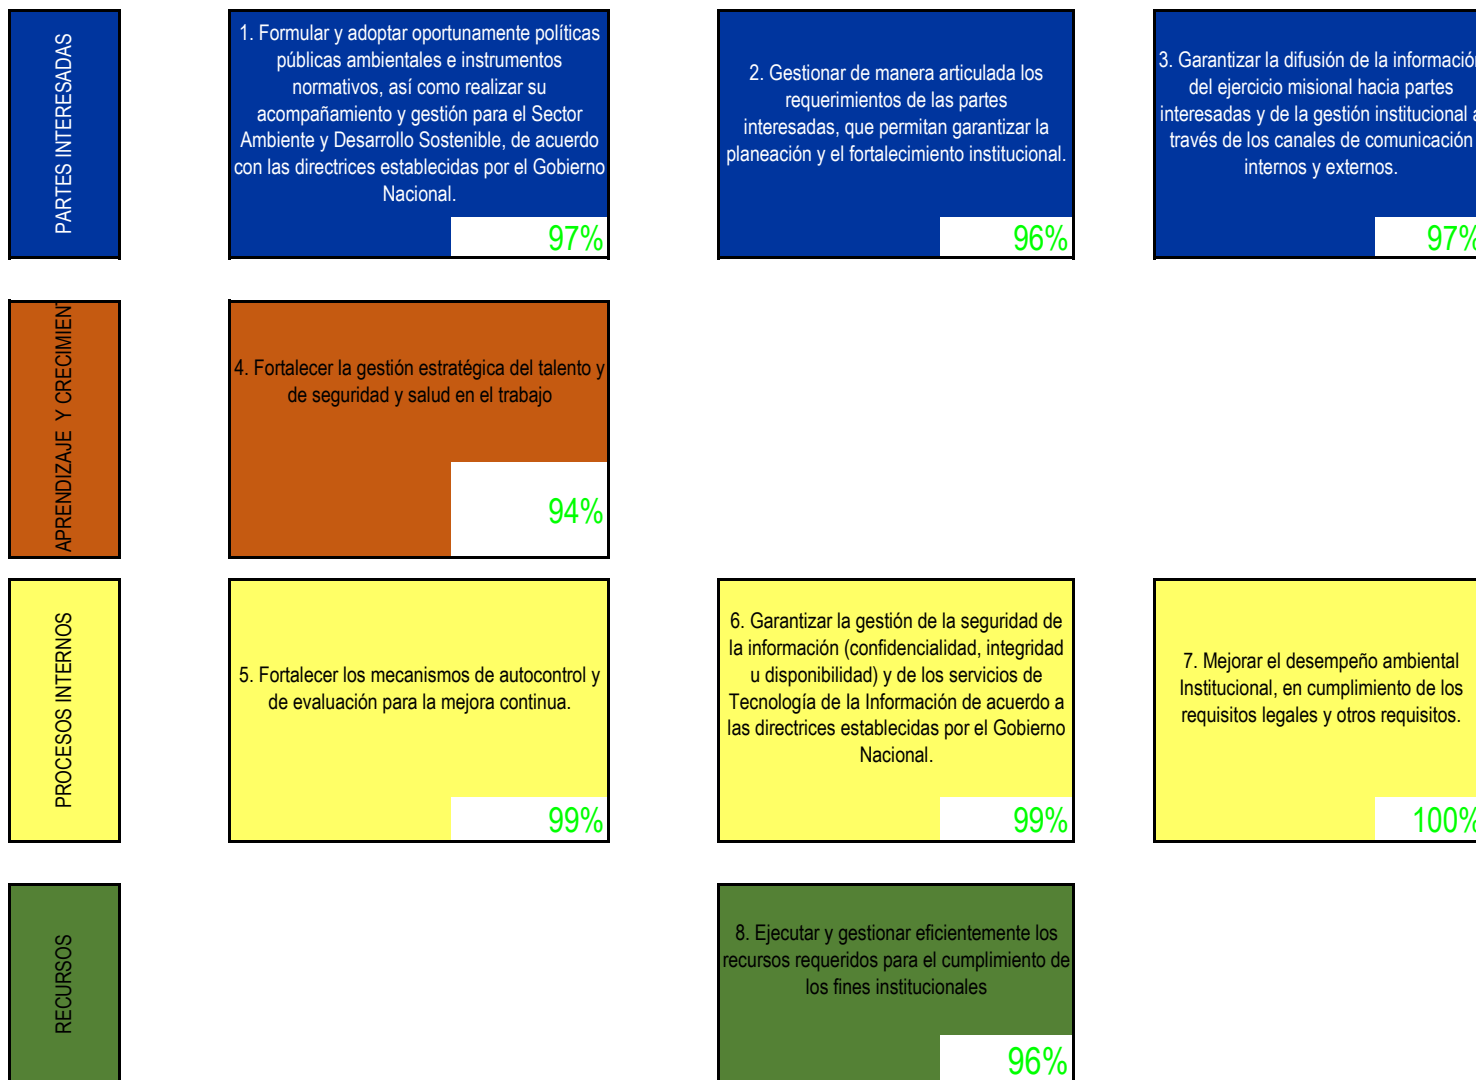 PARTES INTERESADAS
1. Formular y adoptar oportunamente políticas
públicas ambientales e instrumentos
normativos, así como realizar su
acompañamiento y gestión para el Sector
Ambiente y Desarrollo Sostenible, de acuerdo
con las directrices establecidas por el Gobierno
Nacional.
97%
2. Gestionar de manera articulada los
requerimientos de las partes
interesadas, que permitan garantizar la
planeación y el fortalecimiento institucional.
96%
3. Garantizar la difusión de la información
del ejercicio misional hacia partes
interesadas y de la gestión institucional a
través de los canales de comunicación
internos y externos.
97%
APRENDIZAJE Y CRECIMIEN
4. Fortalecer la gestión estratégica del talento y
de seguridad y salud en el trabajo
94%
PROCESOS INTERNOS
5. Fortalecer los mecanismos de autocontrol y
de evaluación para la mejora continua.
99%
6. Garantizar la gestión de la seguridad de
la información (confidencialidad, integridad
u disponibilidad) y de los servicios de
Tecnología de la Información de acuerdo a
las directrices establecidas por el Gobierno
Nacional.
99%
7. Mejorar el desempeño ambiental
Institucional, en cumplimiento de los
requisitos legales y otros requisitos.
100%
RECURSOS
8. Ejecutar y gestionar eficientemente los
recursos requeridos para el cumplimiento de
los fines institucionales
96%